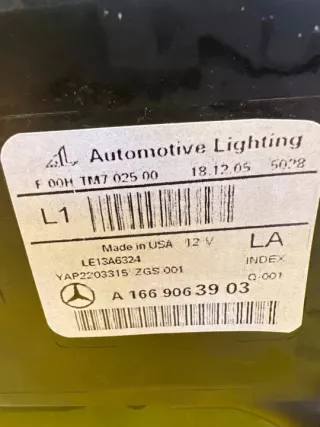 AL Automotive Lighting
F 00H TM7 025 00 18.12.05 5028
L1
Made in USA 12 V LA
LE13A6324 INDEX
YAP2203315 ZGS 001 G-001
A 166 906 39 03